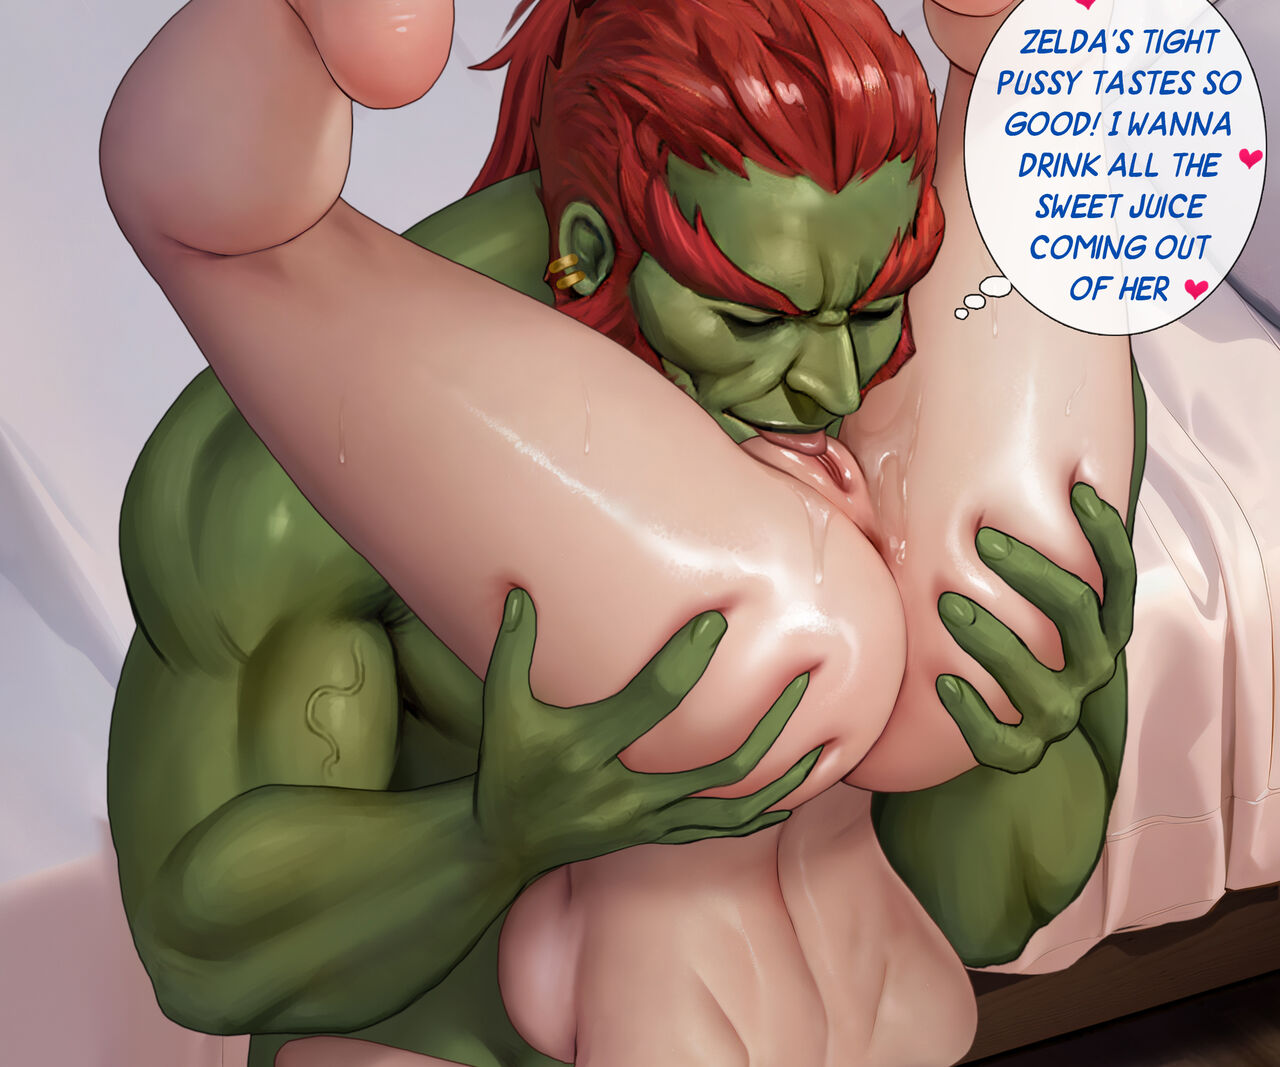 ZELDA'S TIGHT
PUSSY TASTES SO
GOOD! I WANNA
DRINK ALL THE
SWEET JUICE
COMING OUT
OF HER